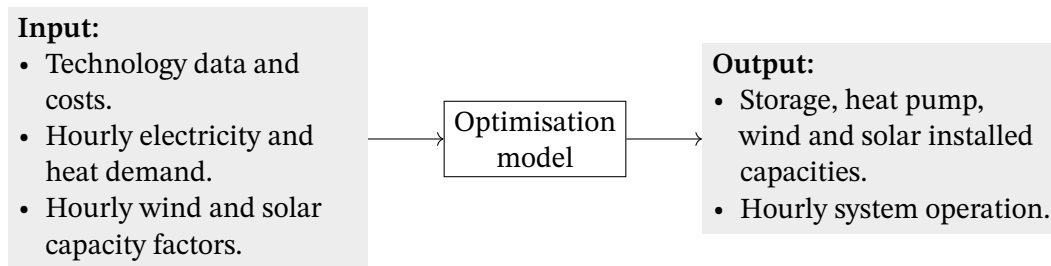 Input:
• Technology data and
costs.
• Hourly electricity and
heat demand.
• Hourly wind and solar
capacity factors.
Optimisation
model
Output:
• Storage, heat pump,
wind and solar installed
capacities.
• Hourly system operation.